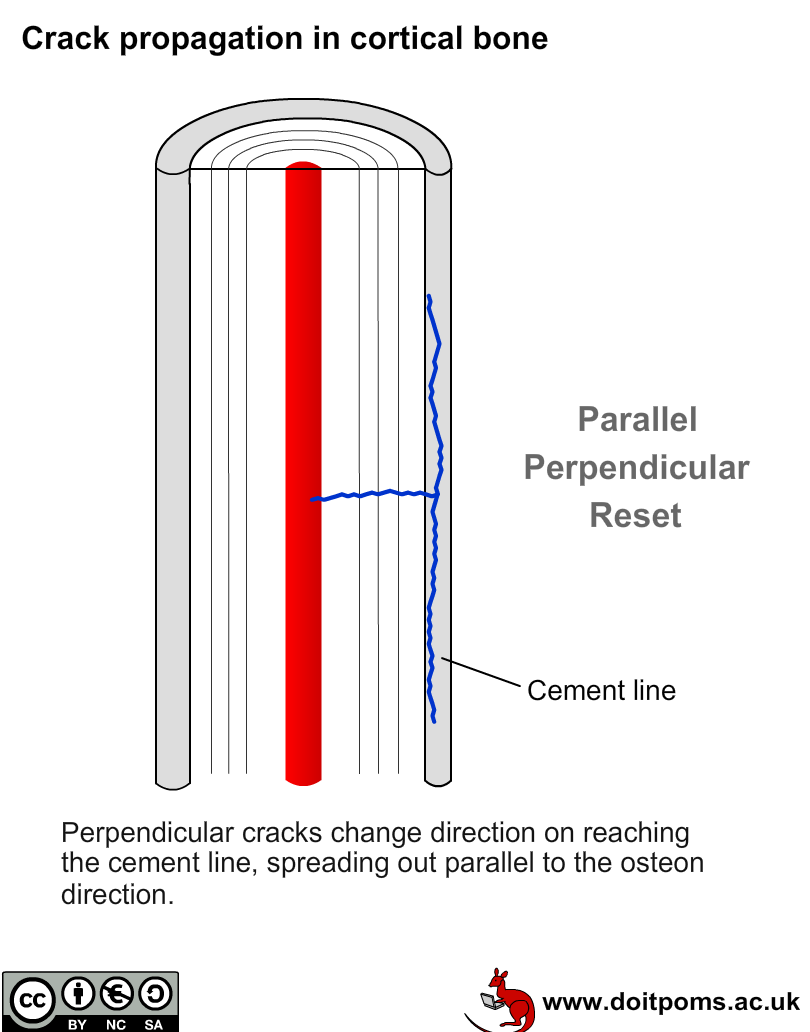 Crack propagation in cortical bone
Parallel
Perpendicular
Reset
Cement line
Perpendicular cracks change direction on reaching
the cement line, spreading out parallel to the osteon
direction.
cc
BY NC SA
www.doitpoms.ac.uk